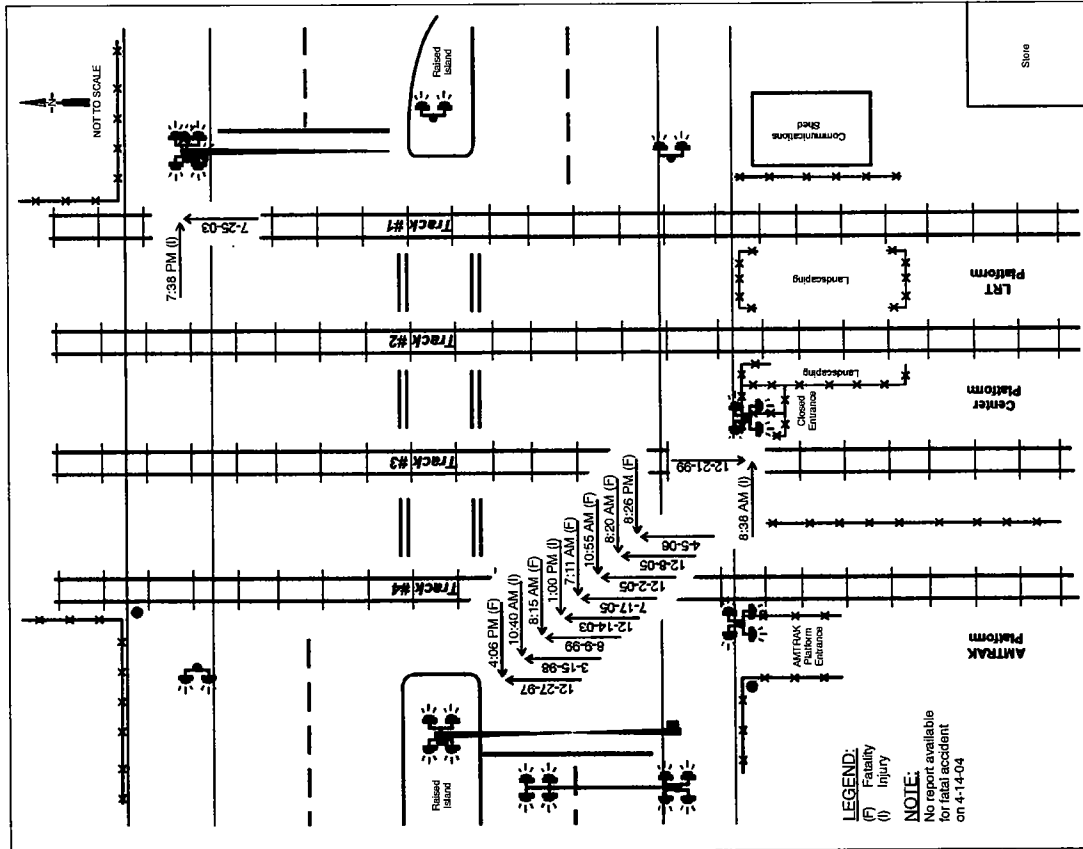 N
NOT TO SCALE
Raised
Island
Raised
Island
7:38 PM (I)
7-25-03
Track #1
Track #2
Track #3
Track #4
4:06 PM (F)
12-27-97
10:40 AM (I)
3-15-98
8:15 AM (F)
8-9-99
1:00 PM (I)
12-14-03
7:11 AM (F)
7-17-05
10:55 AM (F)
12-2-05
8:20 AM (F)
12-8-05
8:26 PM (F)
4-5-06
12-21-99
8:38 AM (I)
AMTRAK
Platform
Entrance
AMTRAK
Platform
Closed
Entrance
Landscaping
Center
Platform
Landscaping
LRT
Platform
Communications
Shed
Store
LEGEND:
(F) Fatality
(I) Injury
NOTE:
No report available
for fatal accident
on 4-14-04